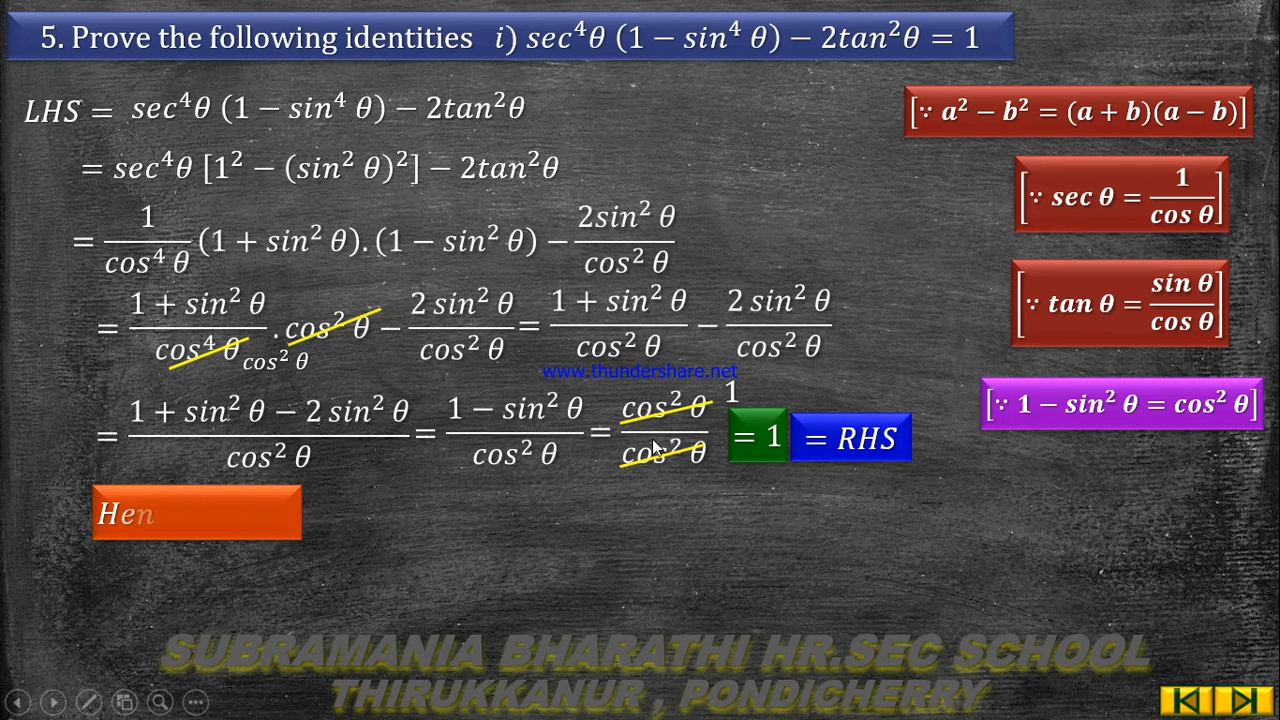 5. Prove the following identities i) sec⁴θ (1 − sin⁴ θ) − 2tan²θ = 1
LHS = sec⁴θ (1 − sin⁴ θ) − 2tan²θ
[∵ a² − b² = (a + b)(a − b)]
= sec⁴θ [1² − (sin² θ)²] − 2tan²θ
[∵ sec θ = 1/cos θ]
= 1/cos⁴ θ (1 + sin² θ). (1 − sin² θ) − 2sin² θ/cos² θ
[∵ tan θ = sin θ/cos θ]
= 1 + sin² θ/cos⁴ θ cos² θ . cos² θ − 2 sin² θ/cos² θ = 1 + sin² θ/cos² θ − 2 sin² θ/cos² θ
www.thundershare.net
[∵ 1 − sin² θ = cos² θ]
= 1 + sin² θ − 2 sin² θ/cos² θ = 1 − sin² θ/cos² θ = cos² θ/cos² θ 1 = 1 = RHS
Hen
SUBRAMANIA BHARATHI HR.SEC SCHOOL
THIRUKKANUR , PONDICHERRY